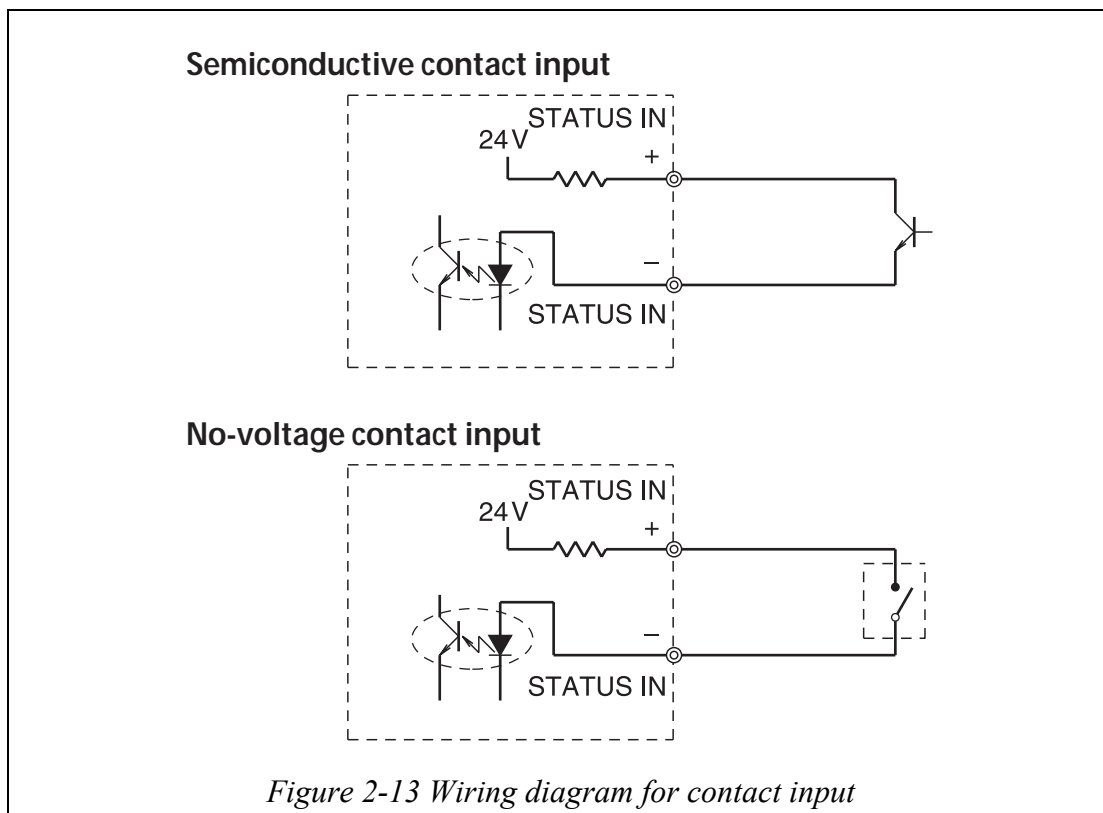 Semiconductive contact input
STATUS IN
24V
+
−
STATUS IN
No-voltage contact input
STATUS IN
24V
+
−
STATUS IN
Figure 2-13 Wiring diagram for contact input